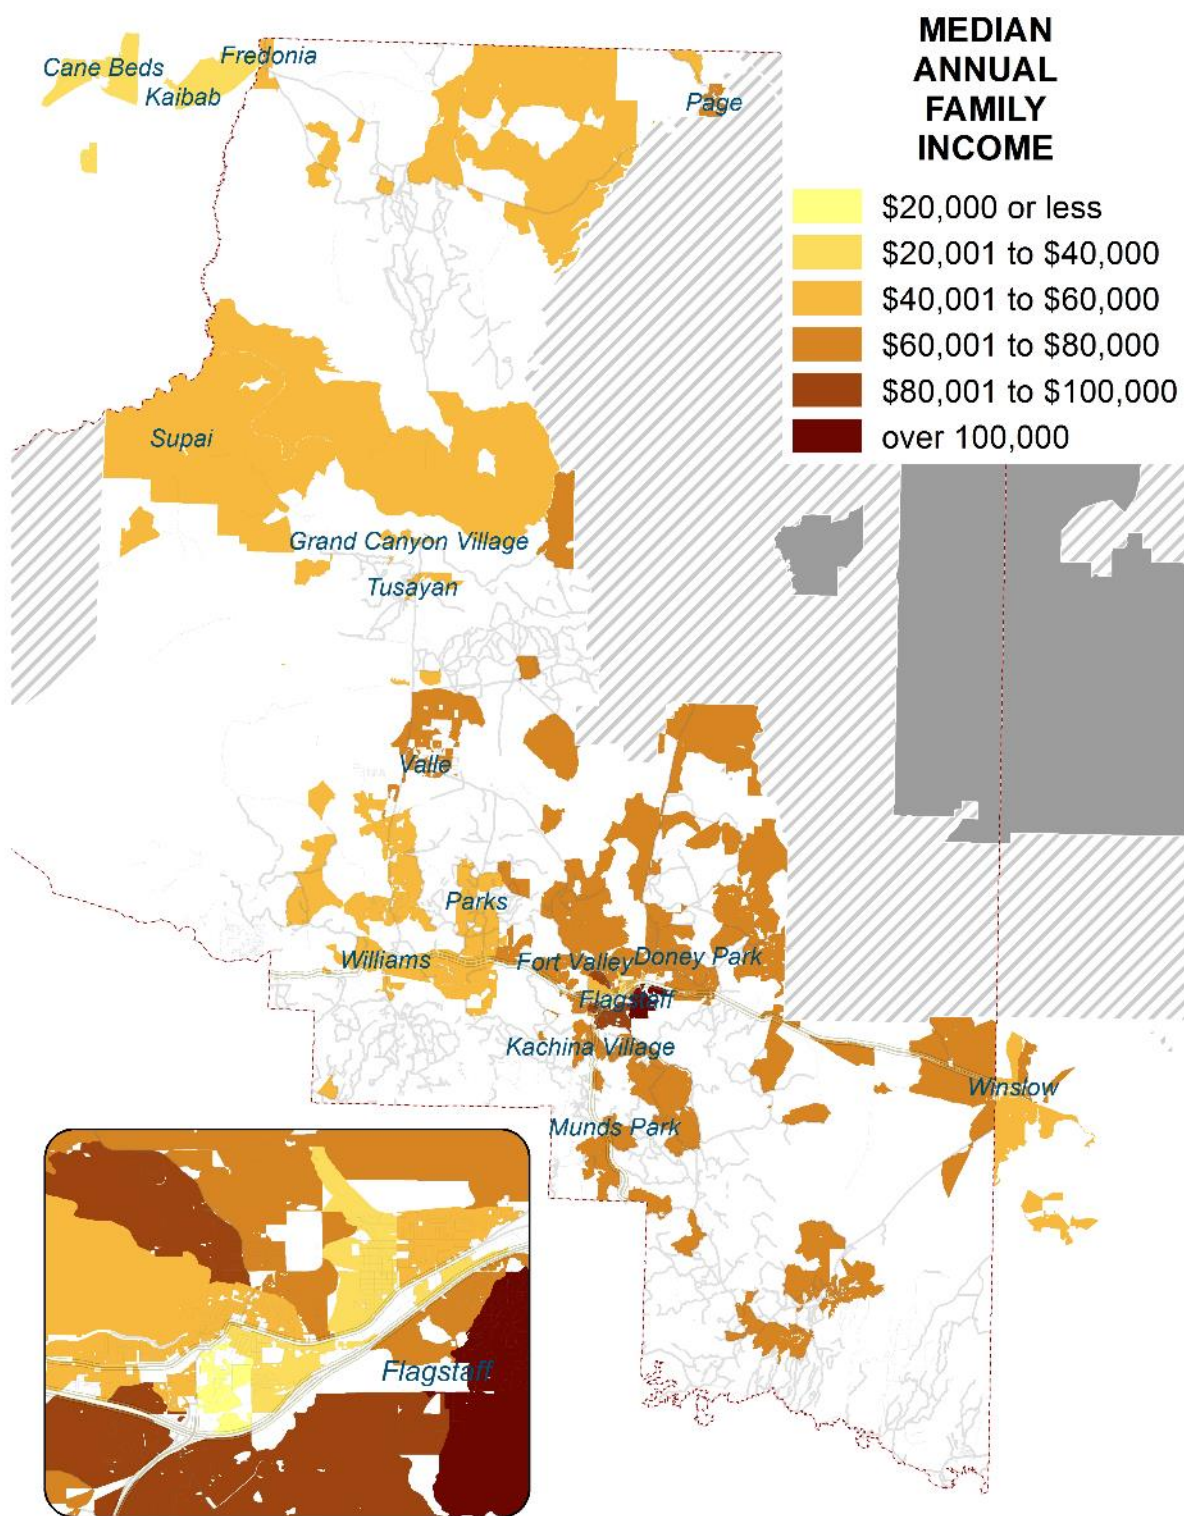 MEDIAN
ANNUAL
FAMILY
INCOME
$20,000 or less
$20,001 to $40,000
$40,001 to $60,000
$60,001 to $80,000
$80,001 to $100,000
over 100,000
Fredonia
Cane Beds
Kaibab
Page
Supai
Grand Canyon Village
Tusayan
Valle
Parks
Williams
Fort Valley
Doney Park
Flagstaff
Kachina Village
Winslow
Munds Park
Flagstaff